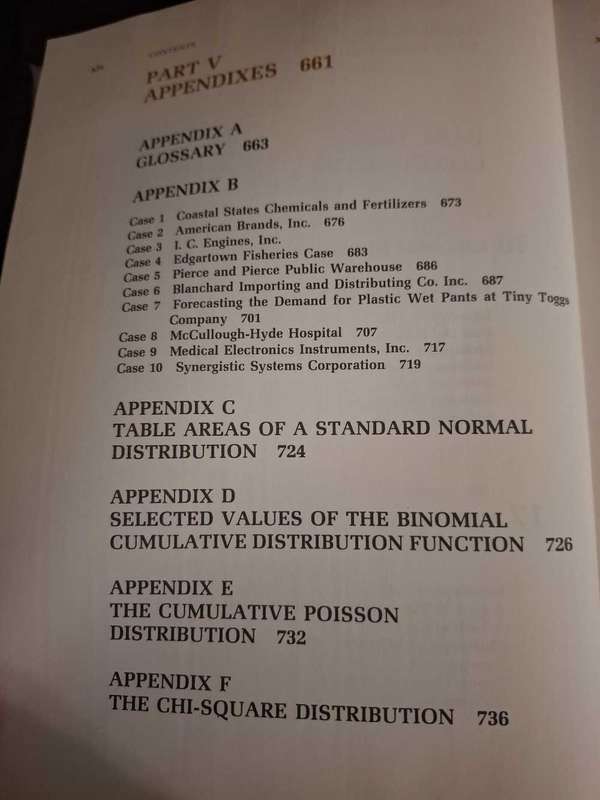 xiv
CONTENTS
PART V
APPENDIXES 661
APPENDIX A
GLOSSARY 663
APPENDIX B
Case 1 Coastal States Chemicals and Fertilizers 673
Case 2 American Brands, Inc. 676
Case 3 I. C. Engines, Inc.
Case 4 Edgartown Fisheries Case 683
Case 5 Pierce and Pierce Public Warehouse 686
Case 6 Blanchard Importing and Distributing Co. Inc. 687
Case 7 Forecasting the Demand for Plastic Wet Pants at Tiny Toggs
Company 701
Case 8 McCullough-Hyde Hospital 707
Case 9 Medical Electronics Instruments, Inc. 717
Case 10 Synergistic Systems Corporation 719
APPENDIX C
TABLE AREAS OF A STANDARD NORMAL
DISTRIBUTION 724
APPENDIX D
SELECTED VALUES OF THE BINOMIAL
CUMULATIVE DISTRIBUTION FUNCTION 726
APPENDIX E
THE CUMULATIVE POISSON
DISTRIBUTION 732
APPENDIX F
THE CHI-SQUARE DISTRIBUTION 736